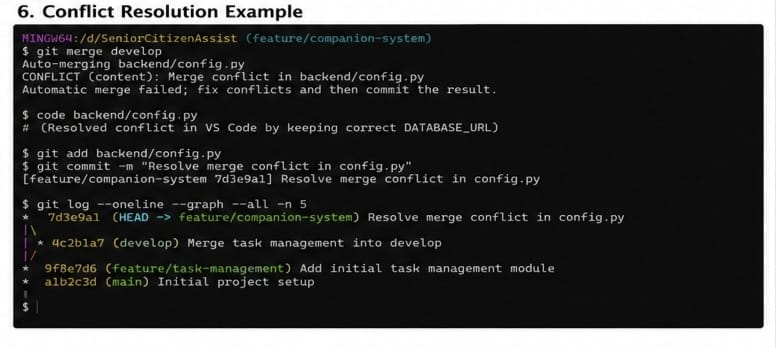 6. Conflict Resolution Example
MINGW64:/d/SeniorCitizenAssist (feature/companion-system)
$ git merge develop
Auto-merging backend/config.py
CONFLICT (content): Merge conflict in backend/config.py
Automatic merge failed; fix conflicts and then commit the result.
$ code backend/config.py
# (Resolved conflict in VS Code by keeping correct DATABASE_URL)
$ git add backend/config.py
$ git commit -m "Resolve merge conflict in config.py"
[feature/companion-system 7d3e9a1] Resolve merge conflict in config.py
$ git log --oneline --graph --all -n 5
* 7d3e9a1 (HEAD -> feature/companion-system) Resolve merge conflict in config.py
|\
| * 4c2b1a7 (develop) Merge task management into develop
|/
* 9f8e7d6 (feature/task-management) Add initial task management module
* a1b2c3d (main) Initial project setup
$